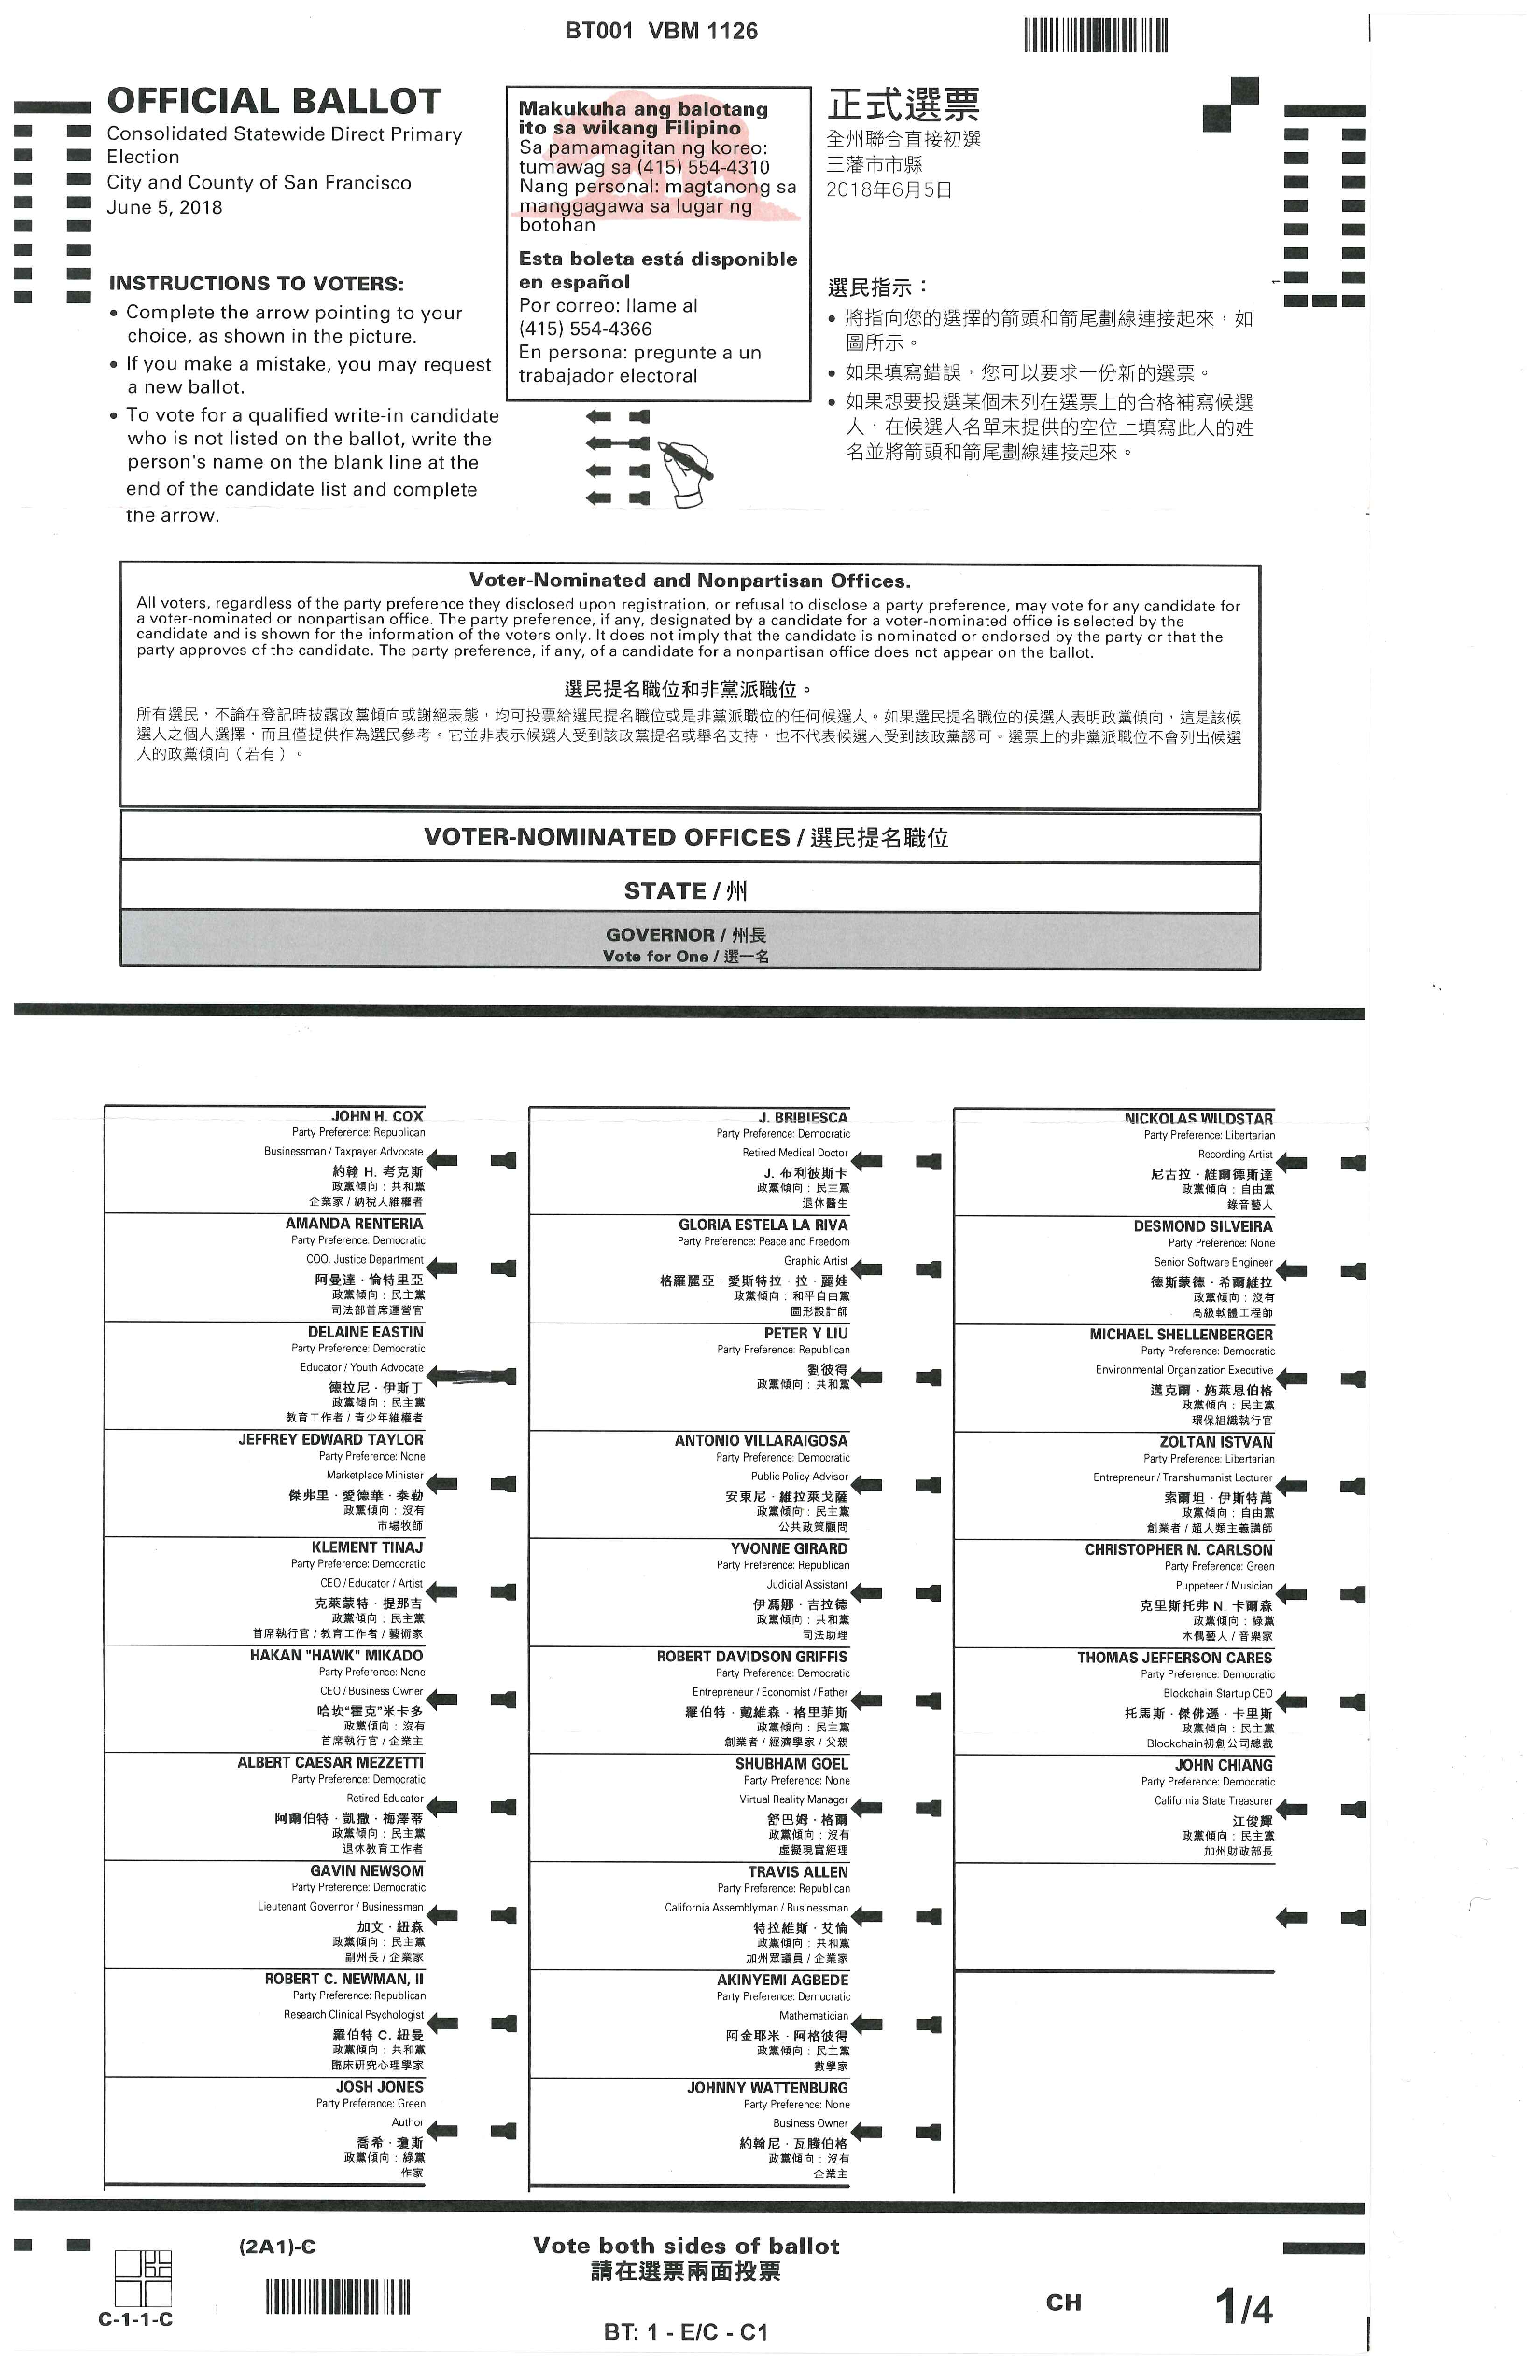 BT001 VBM 1126
OFFICIAL BALLOT
Consolidated Statewide Direct Primary
Election
City and County of San Francisco
June 5, 2018
INSTRUCTIONS TO VOTERS:
• Complete the arrow pointing to your
choice, as shown in the picture.
• If you make a mistake, you may request
a new ballot.
• To vote for a qualified write-in candidate
who is not listed on the ballot, write the
person's name on the blank line at the
end of the candidate list and complete
the arrow.
Makukuha ang balotang
ito sa wikang Filipino
Sa pamamagitan ng koreo:
tumawag sa (415) 554-4310
Nang personal: magtanong sa
manggagawa sa lugar ng
botohan
Esta boleta está disponible
en español
Por correo: llame al
(415) 554-4366
En persona: pregunte a un
trabajador electoral
正式選票
全州聯合直接初選
三藩市市縣
2018年6月5日
選民指示：
• 將指向您的選擇的箭頭和箭尾劃線連接起來，如
圖所示。
• 如果填寫錯誤，您可以要求一份新的選票。
• 如果想要投選某個未列在選票上的合格補寫候選
人，在候選人名單末提供的空位上填寫此人的姓
名並將箭頭和箭尾劃線連接起來。
1
Voter-Nominated and Nonpartisan Offices.
All voters, regardless of the party preference they disclosed upon registration, or refusal to disclose a party preference, may vote for any candidate for
a voter-nominated or nonpartisan office. The party preference, if any, designated by a candidate for a voter-nominated office is selected by the
candidate and is shown for the information of the voters only. It does not imply that the candidate is nominated or endorsed by the party or that the
party approves of the candidate. The party preference, if any, of a candidate for a nonpartisan office does not appear on the ballot.
選民提名職位和非黨派職位。
所有選民，不論在登記時披露政黨傾向或謝絕表態，均可投票給選民提名職位或是非黨派職位的任何候選人。如果選民提名職位的候選人表明政黨傾向，這是該候
選人之個人選擇，而且僅提供作為選民參考。它並非表示候選人受到該政黨提名或舉名支持，也不代表候選人受到該政黨認可。選票上的非黨派職位不會列出候選
人的政黨傾向（若有）。
VOTER-NOMINATED OFFICES / 選民提名職位
STATE / 州
GOVERNOR / 州長
Vote for One / 選一名
JOHN H. COX
Party Preference: Republican
Businessman / Taxpayer Advocate
約翰 H. 考克斯
政黨傾向：共和黨
企業家 / 納稅人維權者
AMANDA RENTERIA
Party Preference: Democratic
COO, Justice Department
阿曼達 · 倫特里亞
政黨傾向：民主黨
司法部首席運營官
DELAINE EASTIN
Party Preference: Democratic
Educator / Youth Advocate
德拉尼 · 伊斯丁
政黨傾向：民主黨
教育工作者 / 青少年維權者
JEFFREY EDWARD TAYLOR
Party Preference: None
Marketplace Minister
傑弗里 · 愛德華 · 泰勒
政黨傾向：沒有
市場牧師
KLEMENT TINAJ
Party Preference: Democratic
CEO / Educator / Artist
克萊蒙特 · 提那吉
政黨傾向：民主黨
首席執行官 / 教育工作者 / 藝術家
HAKAN "HAWK" MIKADO
Party Preference: None
CEO / Business Owner
哈坎“霍克”米卡多
政黨傾向：沒有
首席執行官 / 企業主
ALBERT CAESAR MEZZETTI
Party Preference: Democratic
Retired Educator
阿爾伯特 · 凱撒 · 梅澤蒂
政黨傾向：民主黨
退休教育工作者
GAVIN NEWSOM
Party Preference: Democratic
Lieutenant Governor / Businessman
加文 · 紐森
政黨傾向：民主黨
副州長 / 企業家
ROBERT C. NEWMAN, II
Party Preference: Republican
Research Clinical Psychologist
羅伯特 C. 紐曼
政黨傾向：共和黨
臨床研究心理學家
JOSH JONES
Party Preference: Green
Author
喬希 · 瓊斯
政黨傾向：綠黨
作家
J. BRIBIESCA
Party Preference: Democratic
Retired Medical Doctor
J. 布利彼斯卡
政黨傾向：民主黨
退休醫生
GLORIA ESTELA LA RIVA
Party Preference: Peace and Freedom
Graphic Artist
格羅麗亞 · 愛斯特拉 · 拉 · 麗娃
政黨傾向：和平自由黨
圖形設計師
PETER Y LIU
Party Preference: Republican
劉彼得
政黨傾向：共和黨
ANTONIO VILLARAIGOSA
Party Preference: Democratic
Public Policy Advisor
安東尼 · 維拉萊戈薩
政黨傾向：民主黨
公共政策顧問
YVONNE GIRARD
Party Preference: Republican
Judicial Assistant
伊馮娜 · 吉拉德
政黨傾向：共和黨
司法助理
ROBERT DAVIDSON GRIFFIS
Party Preference: Democratic
Entrepreneur / Economist / Father
羅伯特 · 戴維森 · 格里菲斯
政黨傾向：民主黨
創業者 / 經濟學家 / 父親
SHUBHAM GOEL
Party Preference: None
Virtual Reality Manager
舒巴姆 · 格爾
政黨傾向：沒有
虛擬現實經理
TRAVIS ALLEN
Party Preference: Republican
California Assemblyman / Businessman
特拉維斯 · 艾倫
政黨傾向：共和黨
加州眾議員 / 企業家
AKINYEMI AGBEDE
Party Preference: Democratic
Mathematician
阿金耶米 · 阿格彼得
政黨傾向：民主黨
數學家
JOHNNY WATTENBURG
Party Preference: None
Business Owner
約翰尼 · 瓦滕伯格
政黨傾向：沒有
企業主
NICKOLAS WILDSTAR
Party Preference: Libertarian
Recording Artist
尼古拉 · 維爾德斯達
政黨傾向：自由黨
錄音藝人
DESMOND SILVEIRA
Party Preference: None
Senior Software Engineer
德斯蒙德 · 希爾維拉
政黨傾向：沒有
高級軟體工程師
MICHAEL SHELLENBERGER
Party Preference: Democratic
Environmental Organization Executive
邁克爾 · 施萊恩伯格
政黨傾向：民主黨
環保組織執行官
ZOLTAN ISTVAN
Party Preference: Libertarian
Entrepreneur / Transhumanist Lecturer
索爾坦 · 伊斯特萬
政黨傾向：自由黨
創業者 / 超人類主義講師
CHRISTOPHER N. CARLSON
Party Preference: Green
Puppeteer / Musician
克里斯托弗 N. 卡爾森
政黨傾向：綠黨
木偶藝人 / 音樂家
THOMAS JEFFERSON CARES
Party Preference: Democratic
Blockchain Startup CEO
托馬斯 · 傑佛遜 · 卡里斯
政黨傾向：民主黨
Blockchain初創公司總裁
JOHN CHIANG
Party Preference: Democratic
California State Treasurer
江俊輝
政黨傾向：民主黨
加州財政部長
(2A1)-C
Vote both sides of ballot
請在選票兩面投票
C-1-1-C
CH
1/4
BT: 1 - E/C - C1